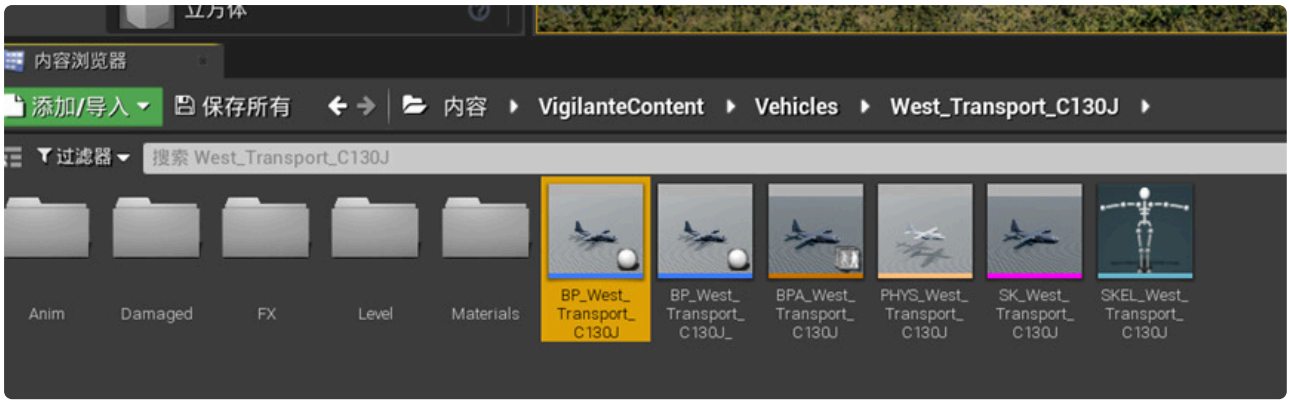 立方体
内容浏览器
添加/导入 保存所有 内容 VigilanteContent Vehicles West_Transport_C130J
过滤器 搜索 West_Transport_C130J
Anim
Damaged
FX
Level
Materials
BP_West_
Transport_
C130J
BP_West_
Transport_
C130J_
BPA_West_
Transport_
C130J
PHYS_West_
Transport_
C130J
SK_West_
Transport_
C130J
SKEL_West_
Transport_
C130J